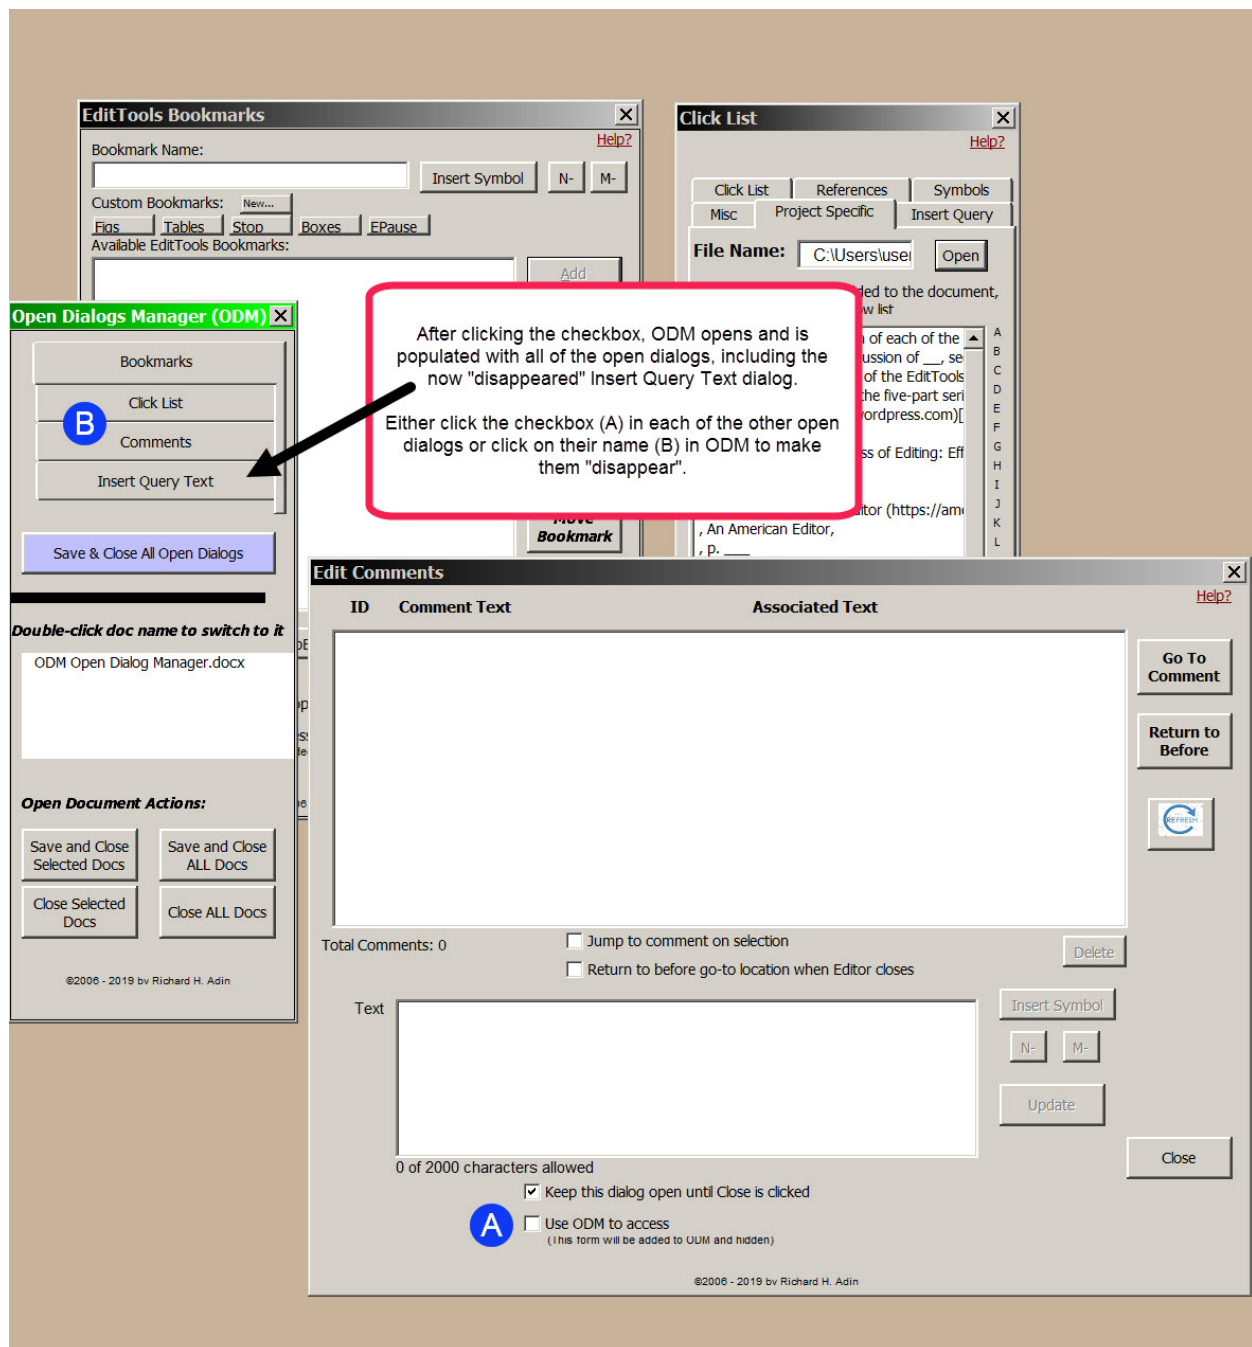 EditTools Bookmarks
Help?
Bookmark Name:
Insert Symbol
N-
M-
Custom Bookmarks:
New...
Figs
Tables
Stop
Boxes
EPause
Available EditTools Bookmarks:
Add
Move
Bookmark
Click List
Help?
Click List
References
Symbols
Misc
Project Specific
Insert Query
File Name:
C:\Users\user
Open
to the document,
list
of each of the
of __, se
of the EditTools
the five-part seri
wordpress.com)[
of Editing: Eff
(https://am
, An American Editor,
, p. ___
A
B
C
D
E
F
G
H
I
J
K
L
Open Dialogs Manager (ODM)
Bookmarks
Click List
B
Comments
Insert Query Text
Save & Close All Open Dialogs
Double-click doc name to switch to it
ODM Open Dialog Manager.docx
Open Document Actions:
Save and Close
Selected Docs
Save and Close
ALL Docs
Close Selected
Docs
Close ALL Docs
©2006 - 2019 by Richard H. Adin
After clicking the checkbox, ODM opens and is
populated with all of the open dialogs, including the
now "disappeared" Insert Query Text dialog.
Either click the checkbox (A) in each of the other open
dialogs or click on their name (B) in ODM to make
them "disappear".
Edit Comments
Help?
ID Comment Text Associated Text
Go To
Comment
Return to
Before
REFRESH
Total Comments: 0
Jump to comment on selection
Return to before go-to location when Editor closes
Delete
Text
Insert Symbol
N-
M-
Update
0 of 2000 characters allowed
Close
Keep this dialog open until Close is clicked
A
Use ODM to access
(This form will be added to ODM and hidden)
©2006 - 2019 by Richard H. Adin